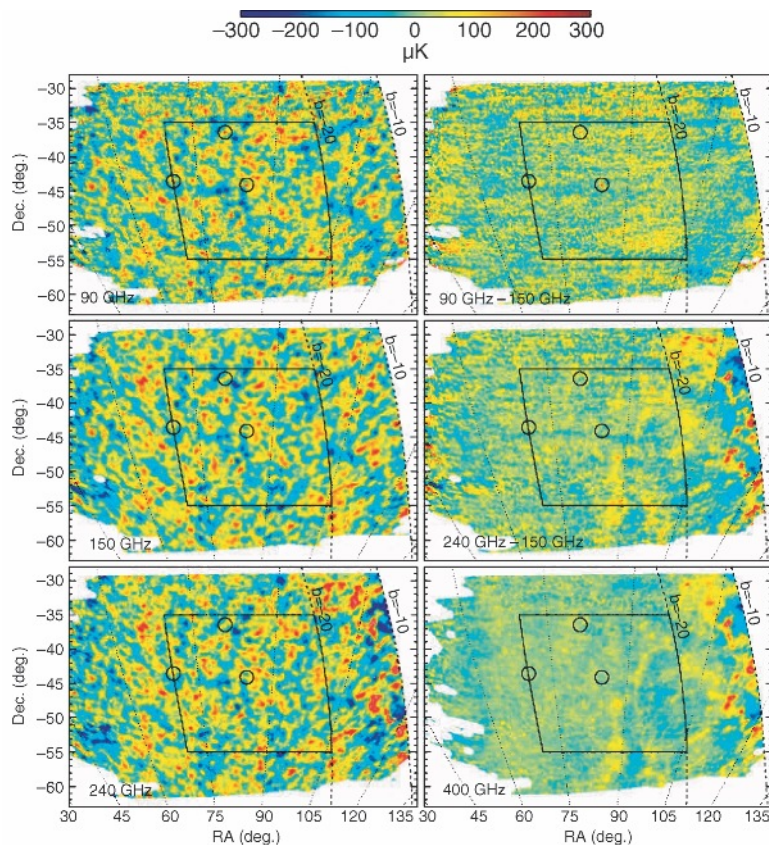 −300 −200 −100 0 100 200 300
µK
−30
−35
−40
−45
−50
−55
−60
Dec. (deg.)
b=−20
b=−10
90 GHz
b=−20
b=−10
90 GHz−150 GHz
−30
−35
−40
−45
−50
−55
−60
Dec. (deg.)
b=−20
b=−10
150 GHz
b=−20
b=−10
240 GHz−150 GHz
−30
−35
−40
−45
−50
−55
−60
Dec. (deg.)
b=−20
b=−10
240 GHz
b=−20
b=−10
400 GHz
30 45 60 75 90 105 120 135
30 45 60 75 90 105 120 135
RA (deg.)
RA (deg.)